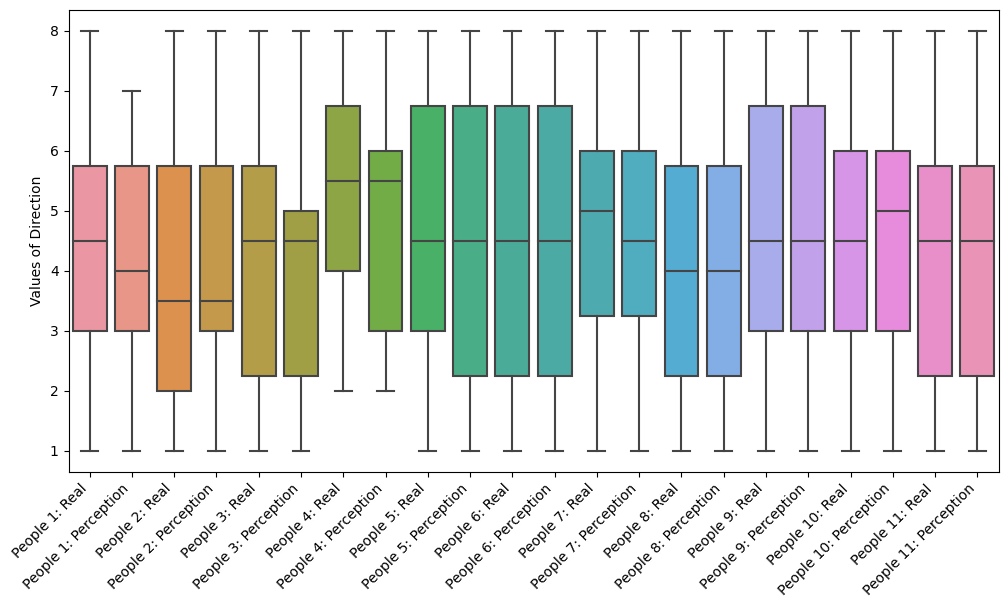 8
7
6
5
4
3
2
1
Values of Direction
People 1: Real
People 1: Perception
People 2: Real
People 2: Perception
People 3: Real
People 3: Perception
People 4: Real
People 4: Perception
People 5: Real
People 5: Perception
People 6: Real
People 6: Perception
People 7: Real
People 7: Perception
People 8: Real
People 8: Perception
People 9: Real
People 9: Perception
People 10: Real
People 10: Perception
People 11: Real
People 11: Perception